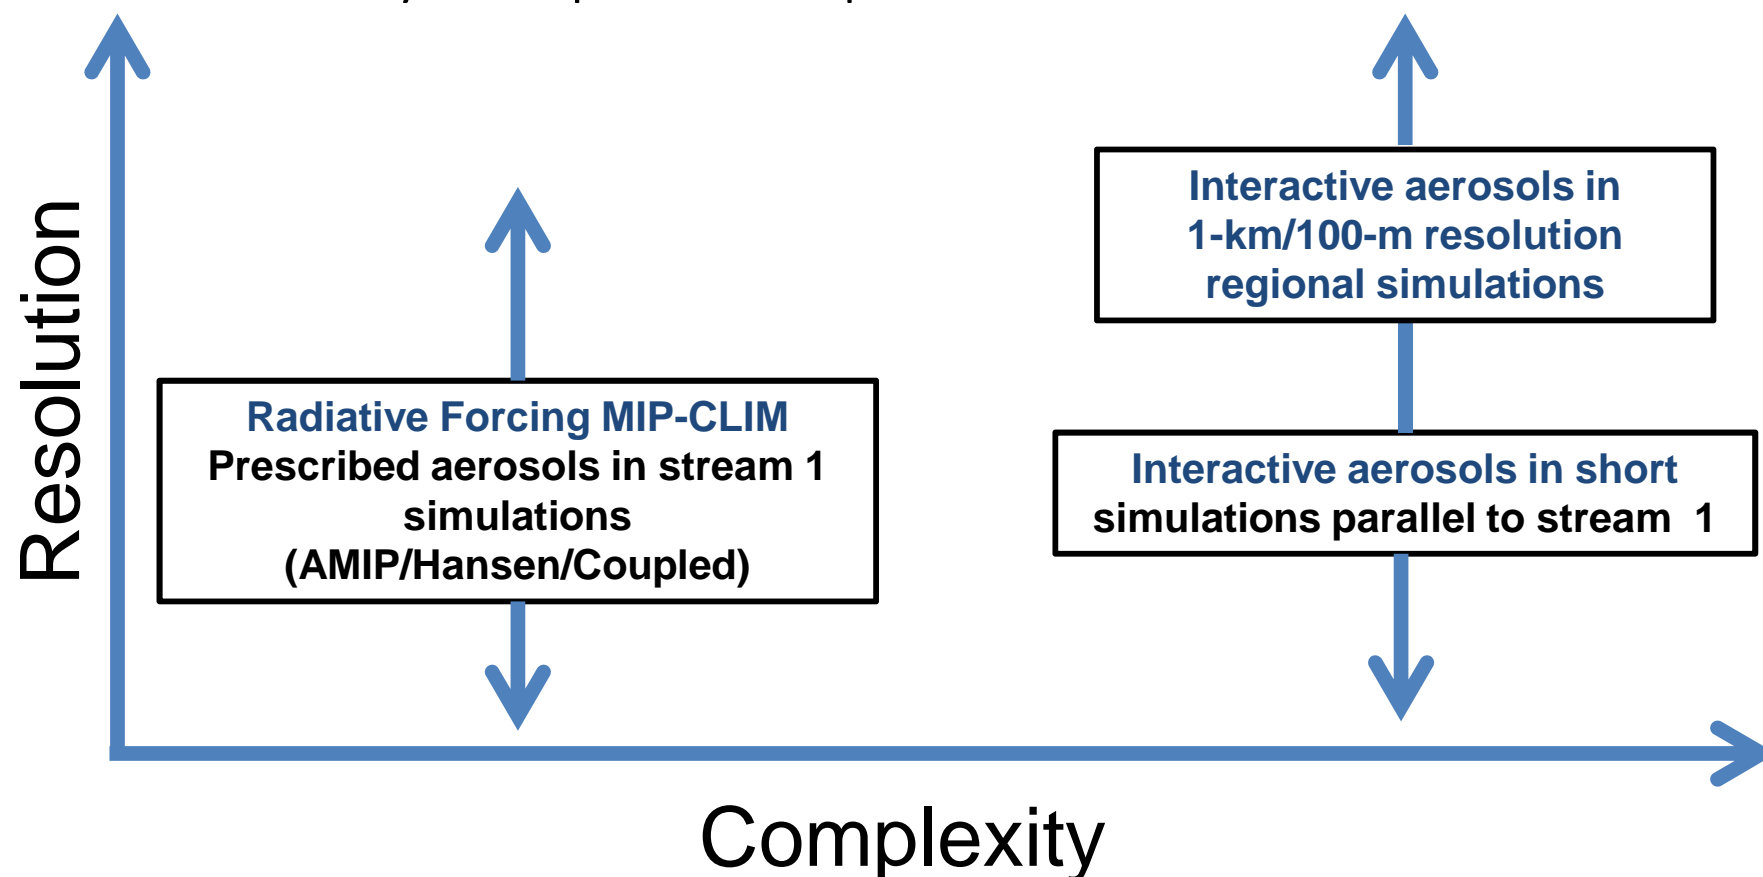 Resolution
Interactive aerosols in
1-km/100-m resolution
regional simulations
Radiative Forcing MIP-CLIM
Prescribed aerosols in stream 1
simulations
(AMIP/Hansen/Coupled)
Interactive aerosols in short
simulations parallel to stream 1
Complexity